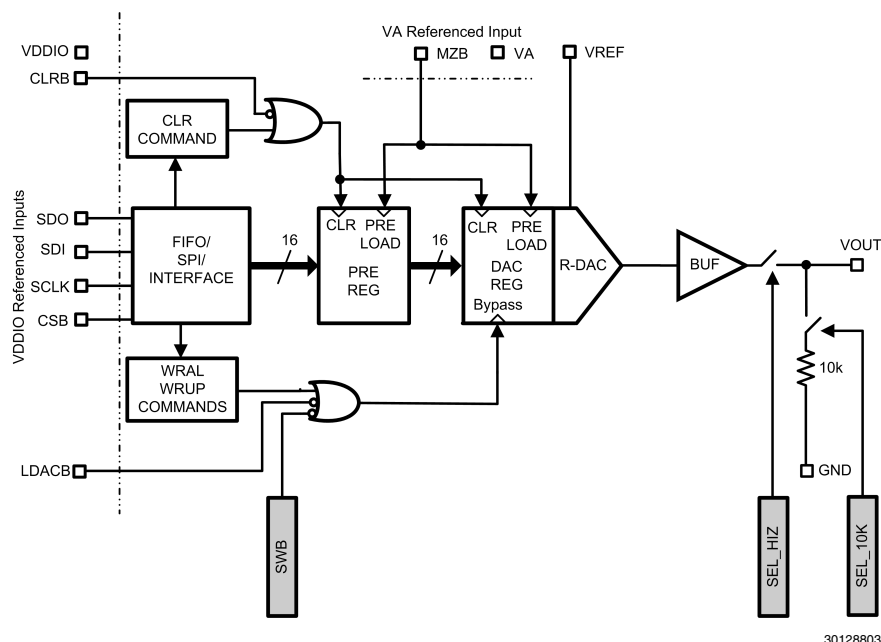 VA Referenced Input
VDDIO
MZB
VA
VREF
CLRB
CLR
COMMAND
VDDIO Referenced Inputs
SDO
SDI
SCLK
CSB
FIFO/
SPI/
INTERFACE
16
CLR
PRE
LOAD
PRE
REG
16
CLR
PRE
LOAD
DAC
REG
Bypass
R-DAC
BUF
VOUT
10k
GND
WRAL
WRUP
COMMANDS
LDACB
SWB
SEL_HIZ
SEL_10K
30128803